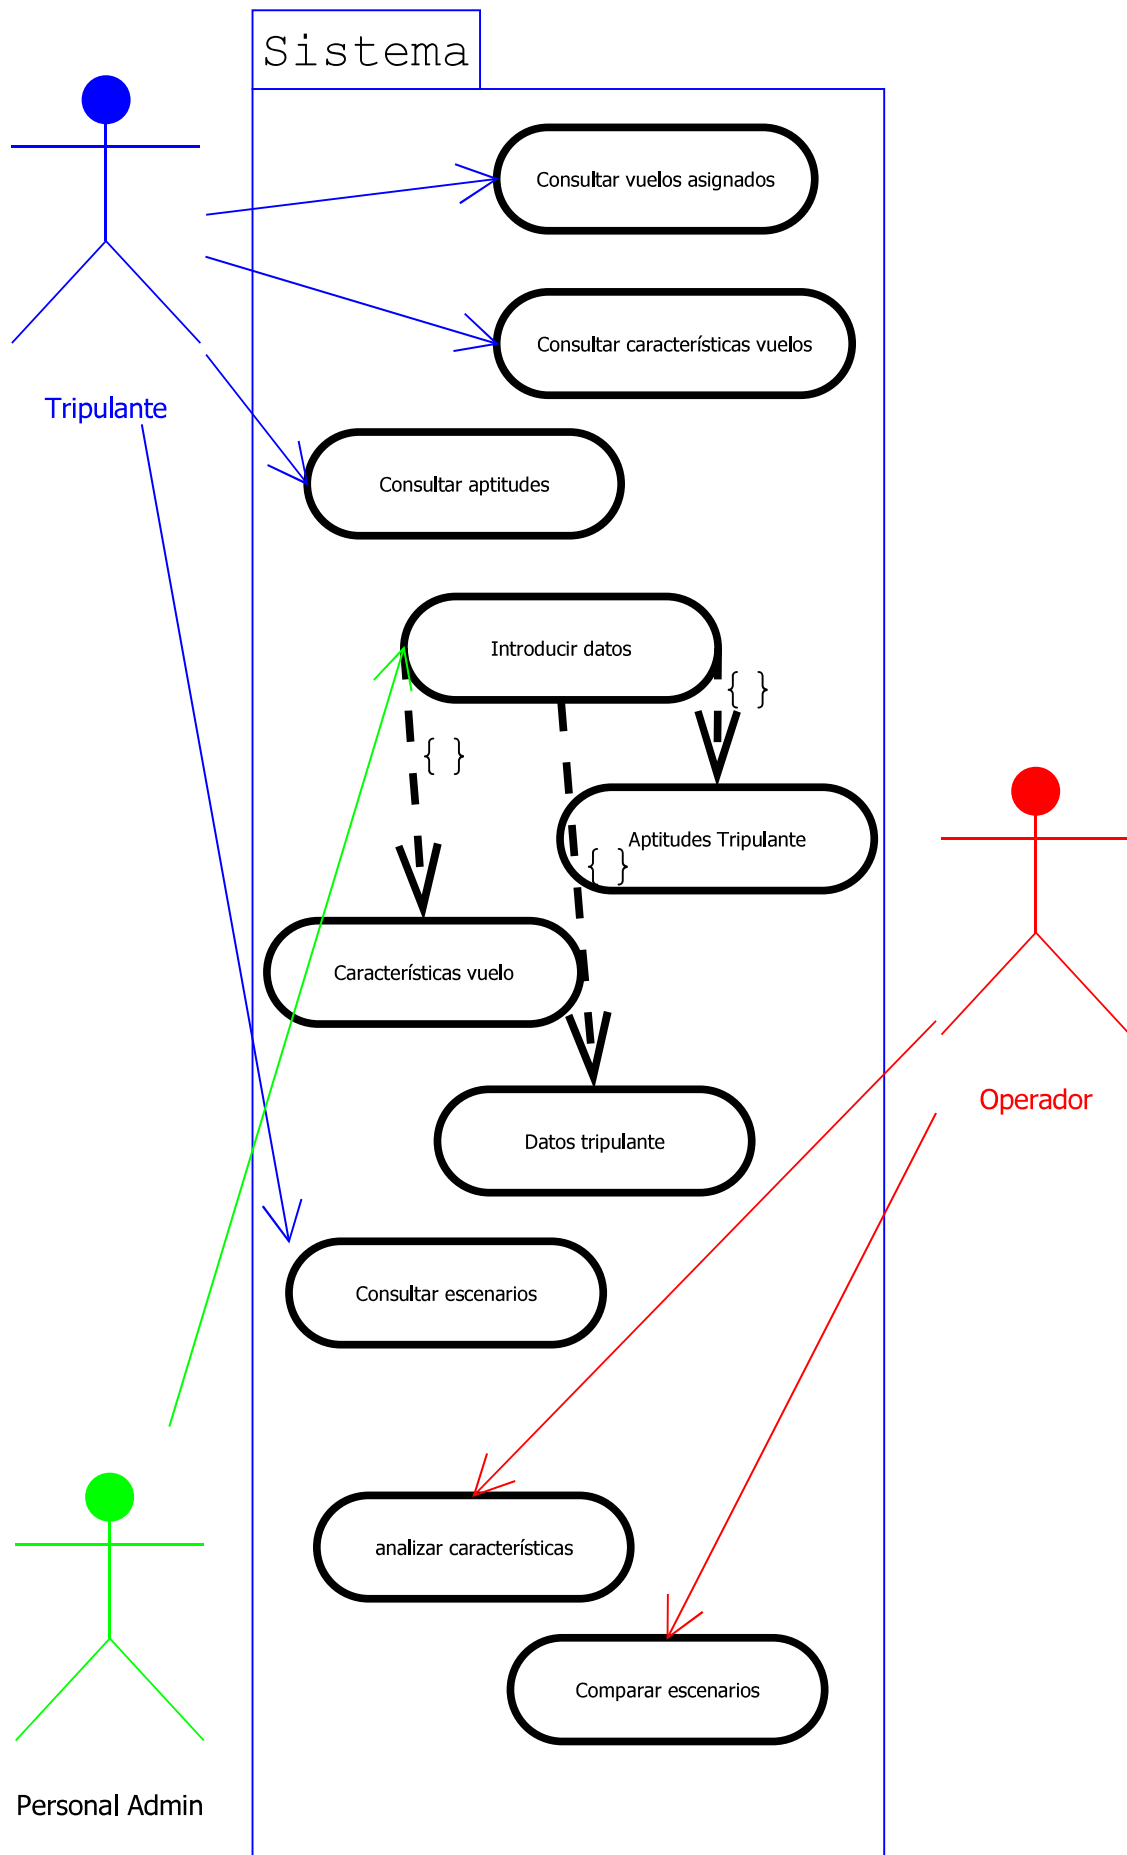 Sistema
Consultar vuelos asignados
Consultar características vuelos
Tripulante
Consultar aptitudes
Introducir datos
{ }
{ }
Aptitudes Tripulante
{ }
Características vuelo
Operador
Datos tripulante
Consultar escenarios
analizar características
Comparar escenarios
Personal Admin